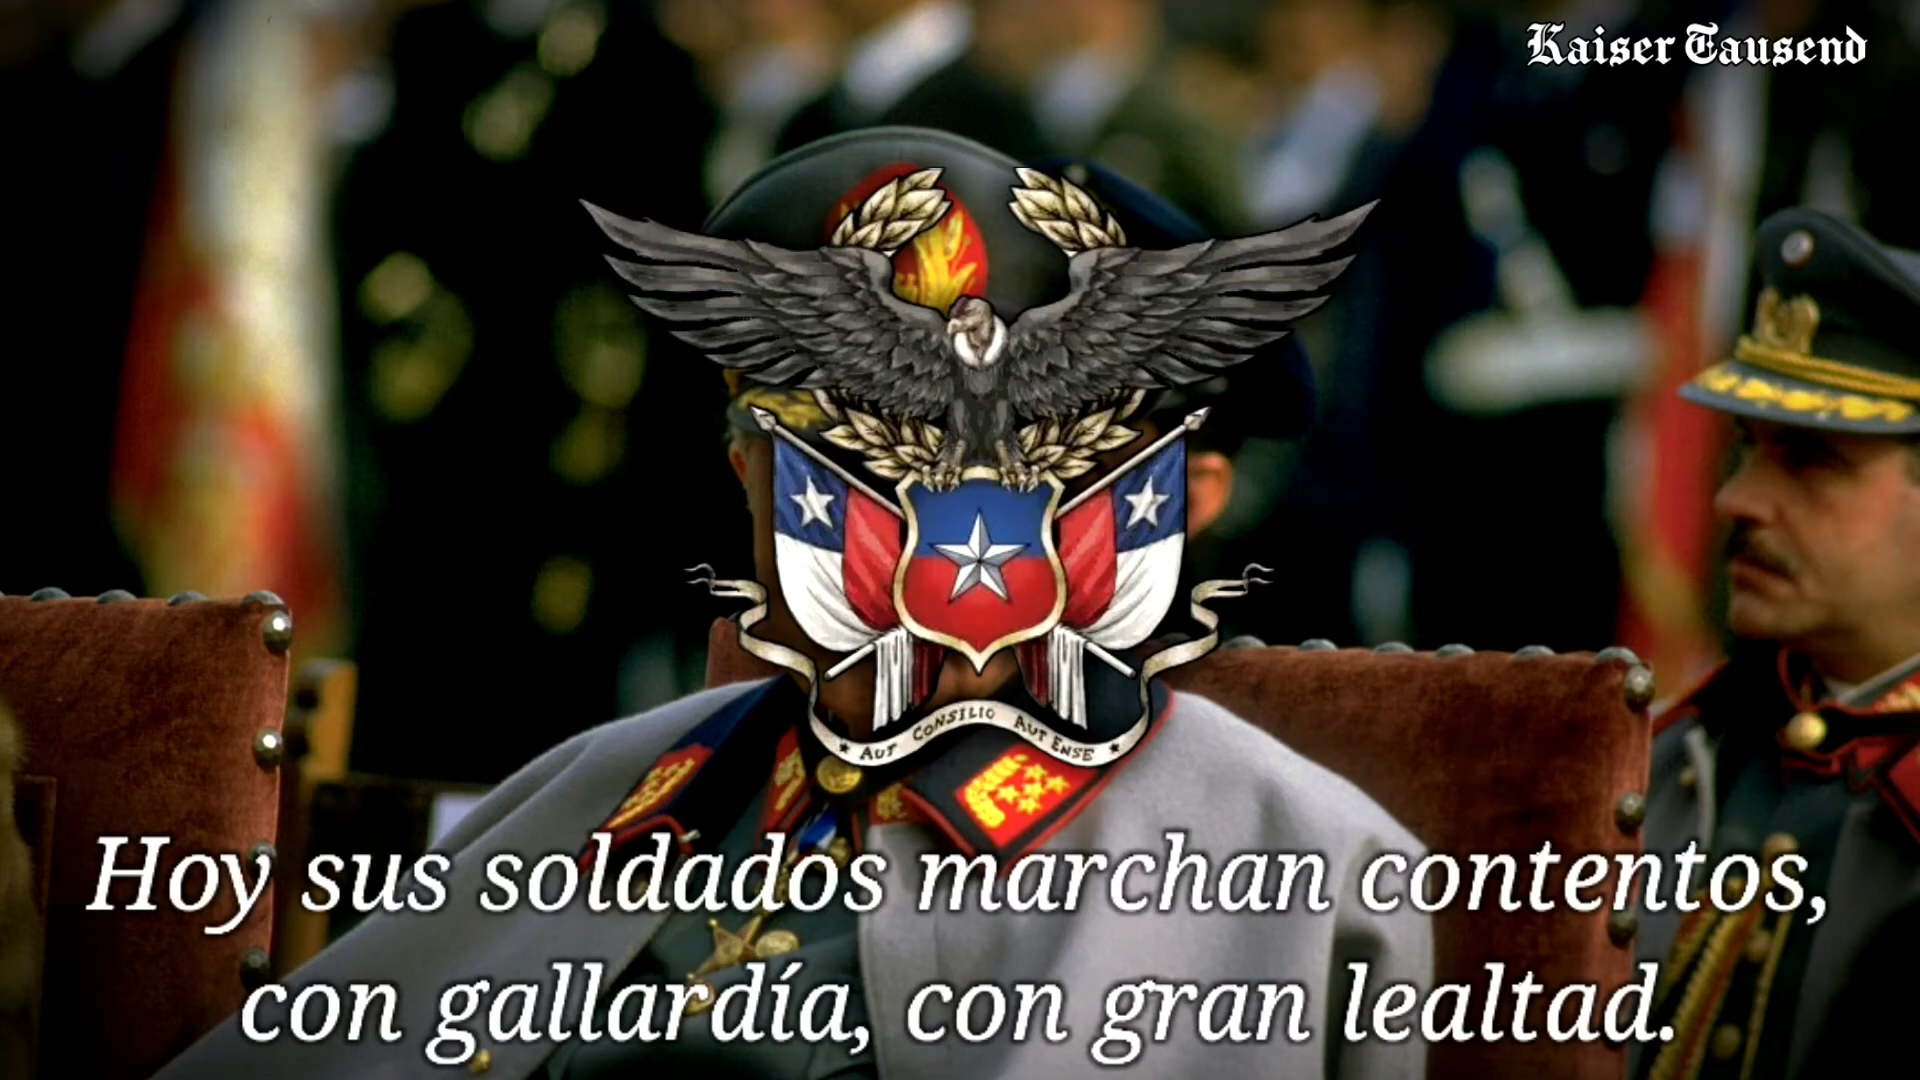 Kaiser Tausend
★ AUT CONSILIO AUT ENSE ★
Hoy sus soldados marchan contentos,
con gallardía, con gran lealtad.